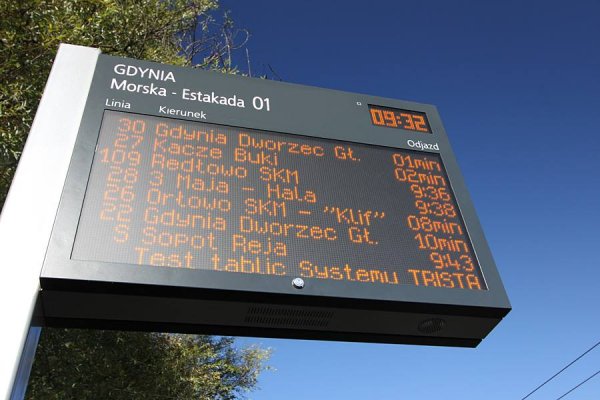 GDYNIA
Morska - Estakada 01
09:32
Linia Kierunek Odjazd
30 Gdynia Dworzec Gł. 01min
27 Kacze Buki 02min
109 Redłowo SKM 9:36
28 3 Maja - Hala 9:38
26 Orłowo SKM - "Klif" 08min
22 Gdynia Dworzec Gł. 10min
S Sopot Reja 9:43
Test tablic Systemu TRISTA